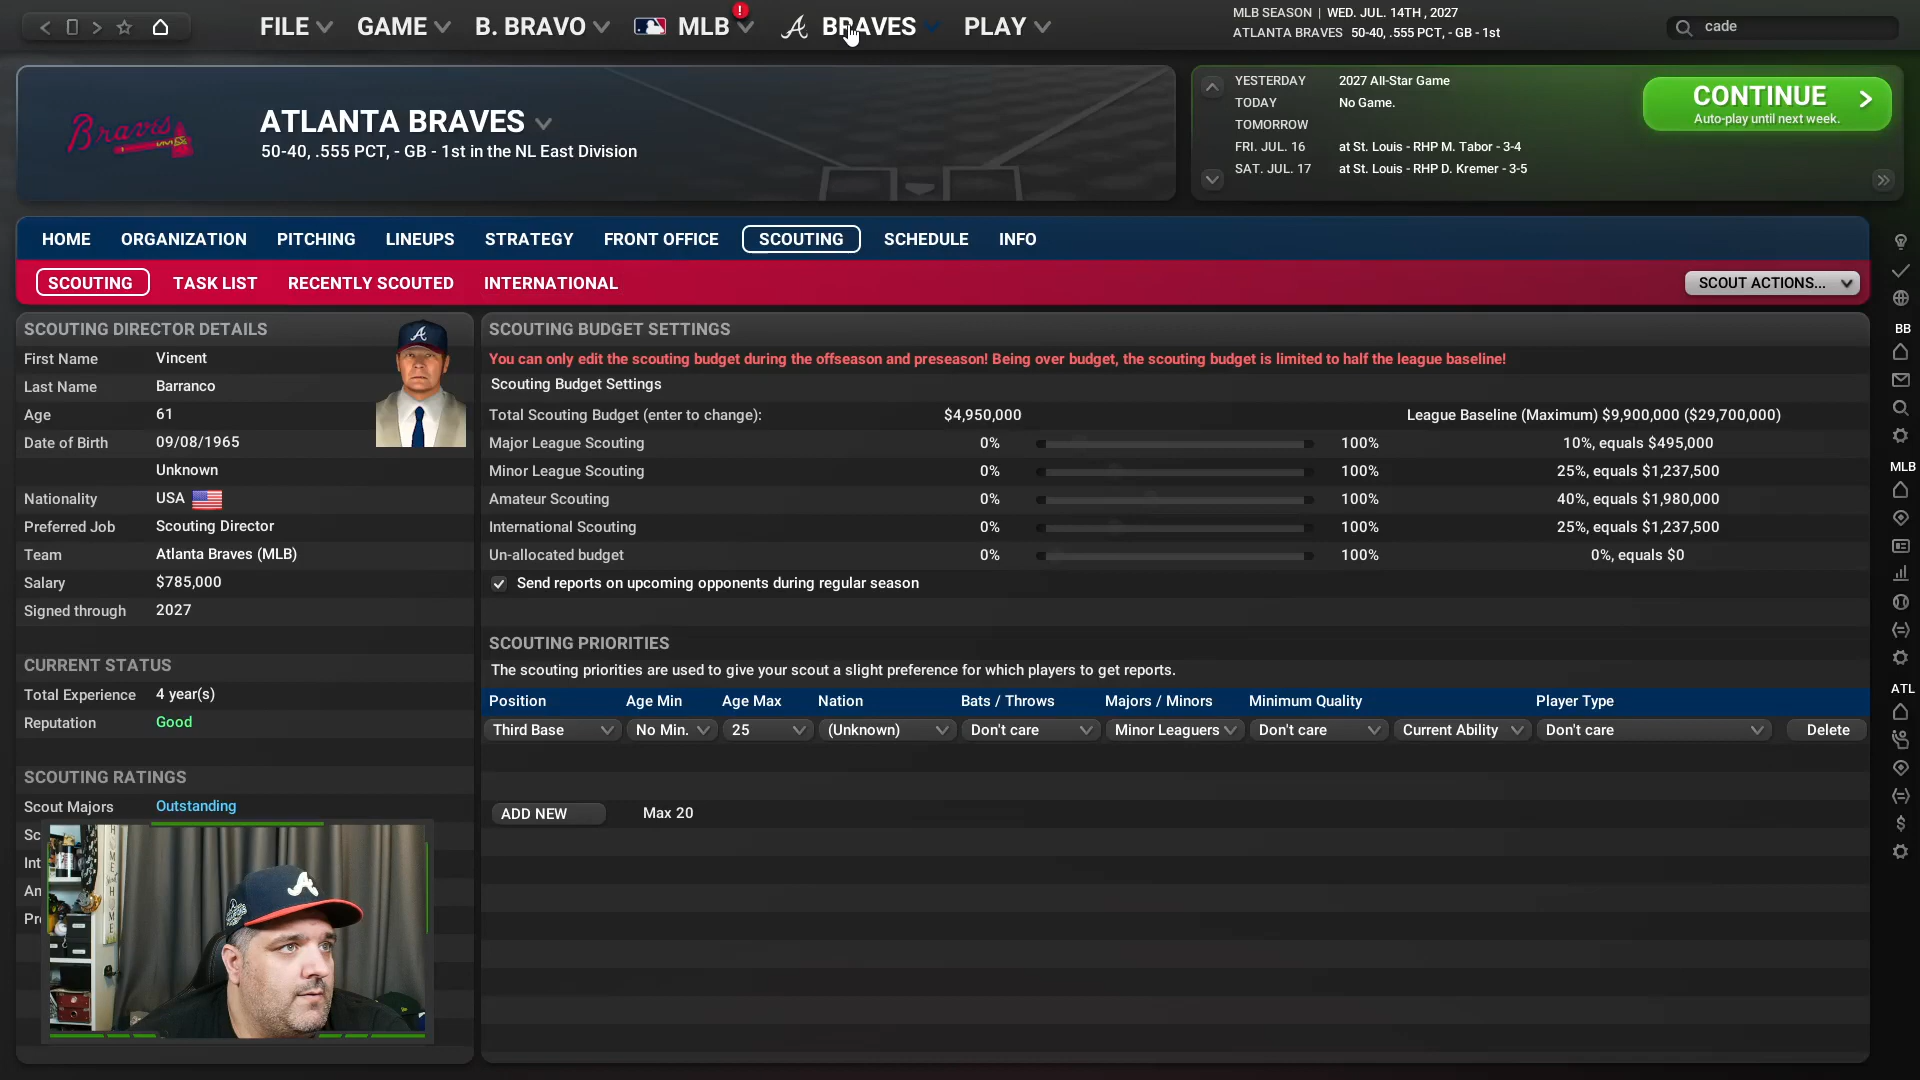 FILE GAME B. BRAVO MLB ! BRAVES PLAY
MLB SEASON | WED. JUL. 14TH , 2027
ATLANTA BRAVES 50-40, .555 PCT, - GB - 1st
cade
Braves
ATLANTA BRAVES
50-40, .555 PCT, - GB - 1st in the NL East Division
YESTERDAY 2027 All-Star Game
TODAY No Game.
TOMORROW
FRI. JUL. 16 at St. Louis - RHP M. Tabor - 3-4
SAT. JUL. 17 at St. Louis - RHP D. Kremer - 3-5
CONTINUE
Auto-play until next week.
HOME ORGANIZATION PITCHING LINEUPS STRATEGY FRONT OFFICE SCOUTING SCHEDULE INFO
SCOUTING TASK LIST RECENTLY SCOUTED INTERNATIONAL SCOUT ACTIONS...
SCOUTING DIRECTOR DETAILS
First Name Vincent
Last Name Barranco
Age 61
Date of Birth 09/08/1965
Unknown
Nationality USA
Preferred Job Scouting Director
Team Atlanta Braves (MLB)
Salary $785,000
Signed through 2027
CURRENT STATUS
Total Experience 4 year(s)
Reputation Good
SCOUTING RATINGS
Scout Majors Outstanding
Sc
Int
An
Pr
SCOUTING BUDGET SETTINGS
You can only edit the scouting budget during the offseason and preseason! Being over budget, the scouting budget is limited to half the league baseline!
Scouting Budget Settings
Total Scouting Budget (enter to change): $4,950,000 League Baseline (Maximum) $9,900,000 ($29,700,000)
Major League Scouting 0% 100% 10%, equals $495,000
Minor League Scouting 0% 100% 25%, equals $1,237,500
Amateur Scouting 0% 100% 40%, equals $1,980,000
International Scouting 0% 100% 25%, equals $1,237,500
Un-allocated budget 0% 100% 0%, equals $0
Send reports on upcoming opponents during regular season
SCOUTING PRIORITIES
The scouting priorities are used to give your scout a slight preference for which players to get reports.
Position Age Min Age Max Nation Bats / Throws Majors / Minors Minimum Quality Player Type
Third Base No Min. 25 (Unknown) Don't care Minor Leaguers Don't care Current Ability Don't care Delete
ADD NEW Max 20
BB
MLB
ATL
$